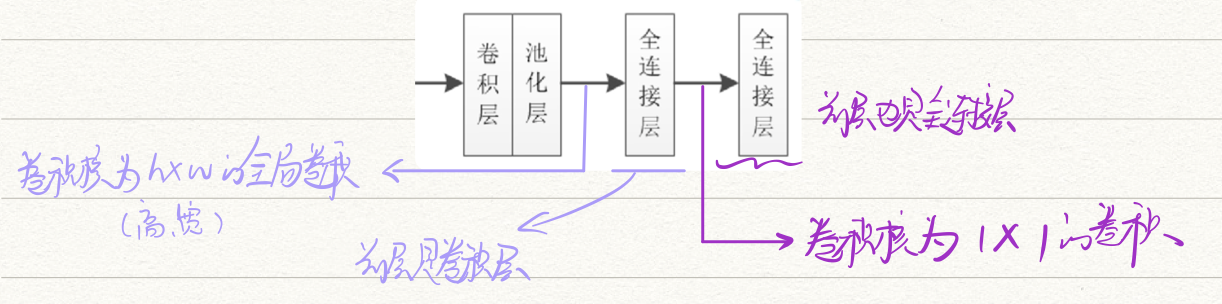 卷积层
池化层
全连接层
全连接层
前层也是全连接层
卷积核为h×w的全局卷积
(高、宽)
前层是卷积层
卷积核为1×1的卷积、